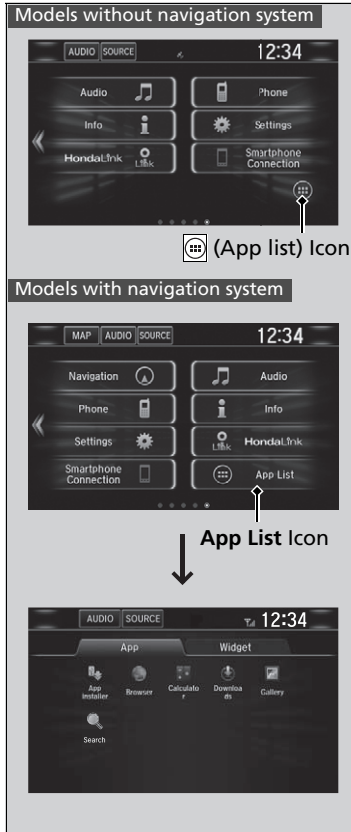 Models without navigation system
AUDIO SOURCE 12:34
Audio Phone
Info Settings
HondaLink Link Smartphone
Connection
(App list) Icon
Models with navigation system
MAP AUDIO SOURCE 12:34
Navigation Audio
Phone Info
Settings Link HondaLink
Smartphone
Connection App List
App List Icon
AUDIO SOURCE 12:34
App Widget
App
Installer Browser Calculato
r Downloa
ds Gallery
Search